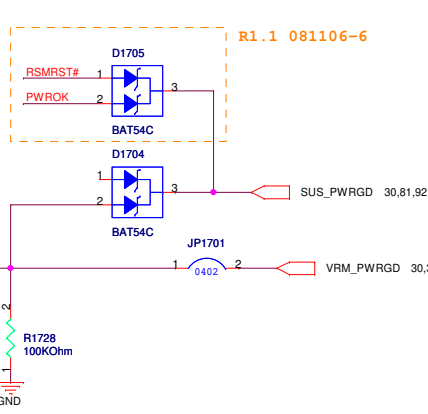 R1.1 081106-6
D1705
RSMRST# 1
3
PWROK 2
BAT54C
D1704
1
3 SUS_PWRGD 30,81,92
2
BAT54C
JP1701
1 0402 2 VRM_PWRGD 30,
2
R1728
100KOhm
1
GND